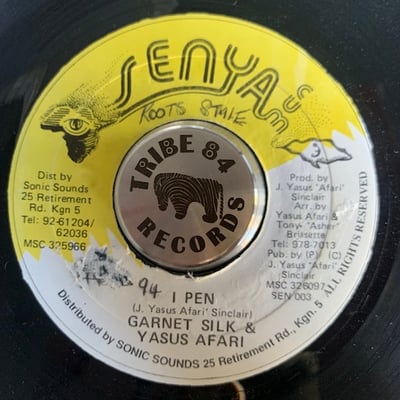 SENYA
cum
ROOTS STYLE
Dist by
Sonic Sounds
25 Retirement
Rd. Kgn 5
Tel: 92-61204/
62036
MSC 325966
TRIBE 84
RECORDS
Prod. by
J. Yasus "Afari"
Sinclair
Arr. by
Yasus Afari &
Tony "Asher"
Brissette
Tel: 978-7013
Pub. by (P) (C)
J. Yasus "Afari"
Sinclair
MSC 326097
SEN 003
94 I PEN
(J. Yasus Afari' Sinclair)
GARNET SILK &
YASUS AFARI
Distributed by SONIC SOUNDS 25 Retirement Rd., Kgn. 5 ALL RIGHTS RESERVED